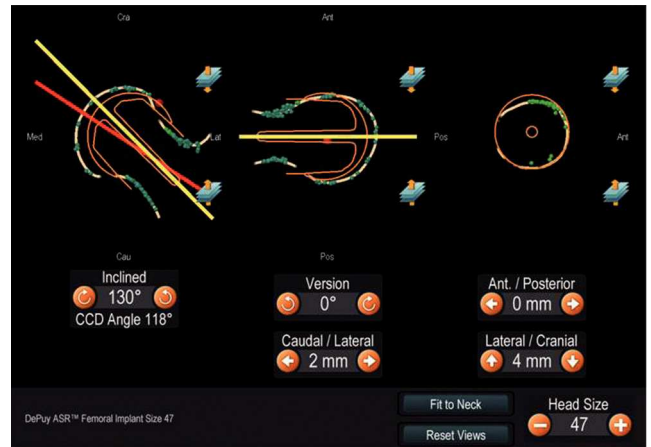 Cra
Ant
Med
Lat
Pos
Ant
Cau
Pos
Inclined
130°
CCD Angle 118°
Version
0°
Ant. / Posterior
0 mm
Caudal / Lateral
2 mm
Lateral / Cranial
4 mm
DePuy ASR™ Femoral Implant Size 47
Fit to Neck
Reset Views
Head Size
47